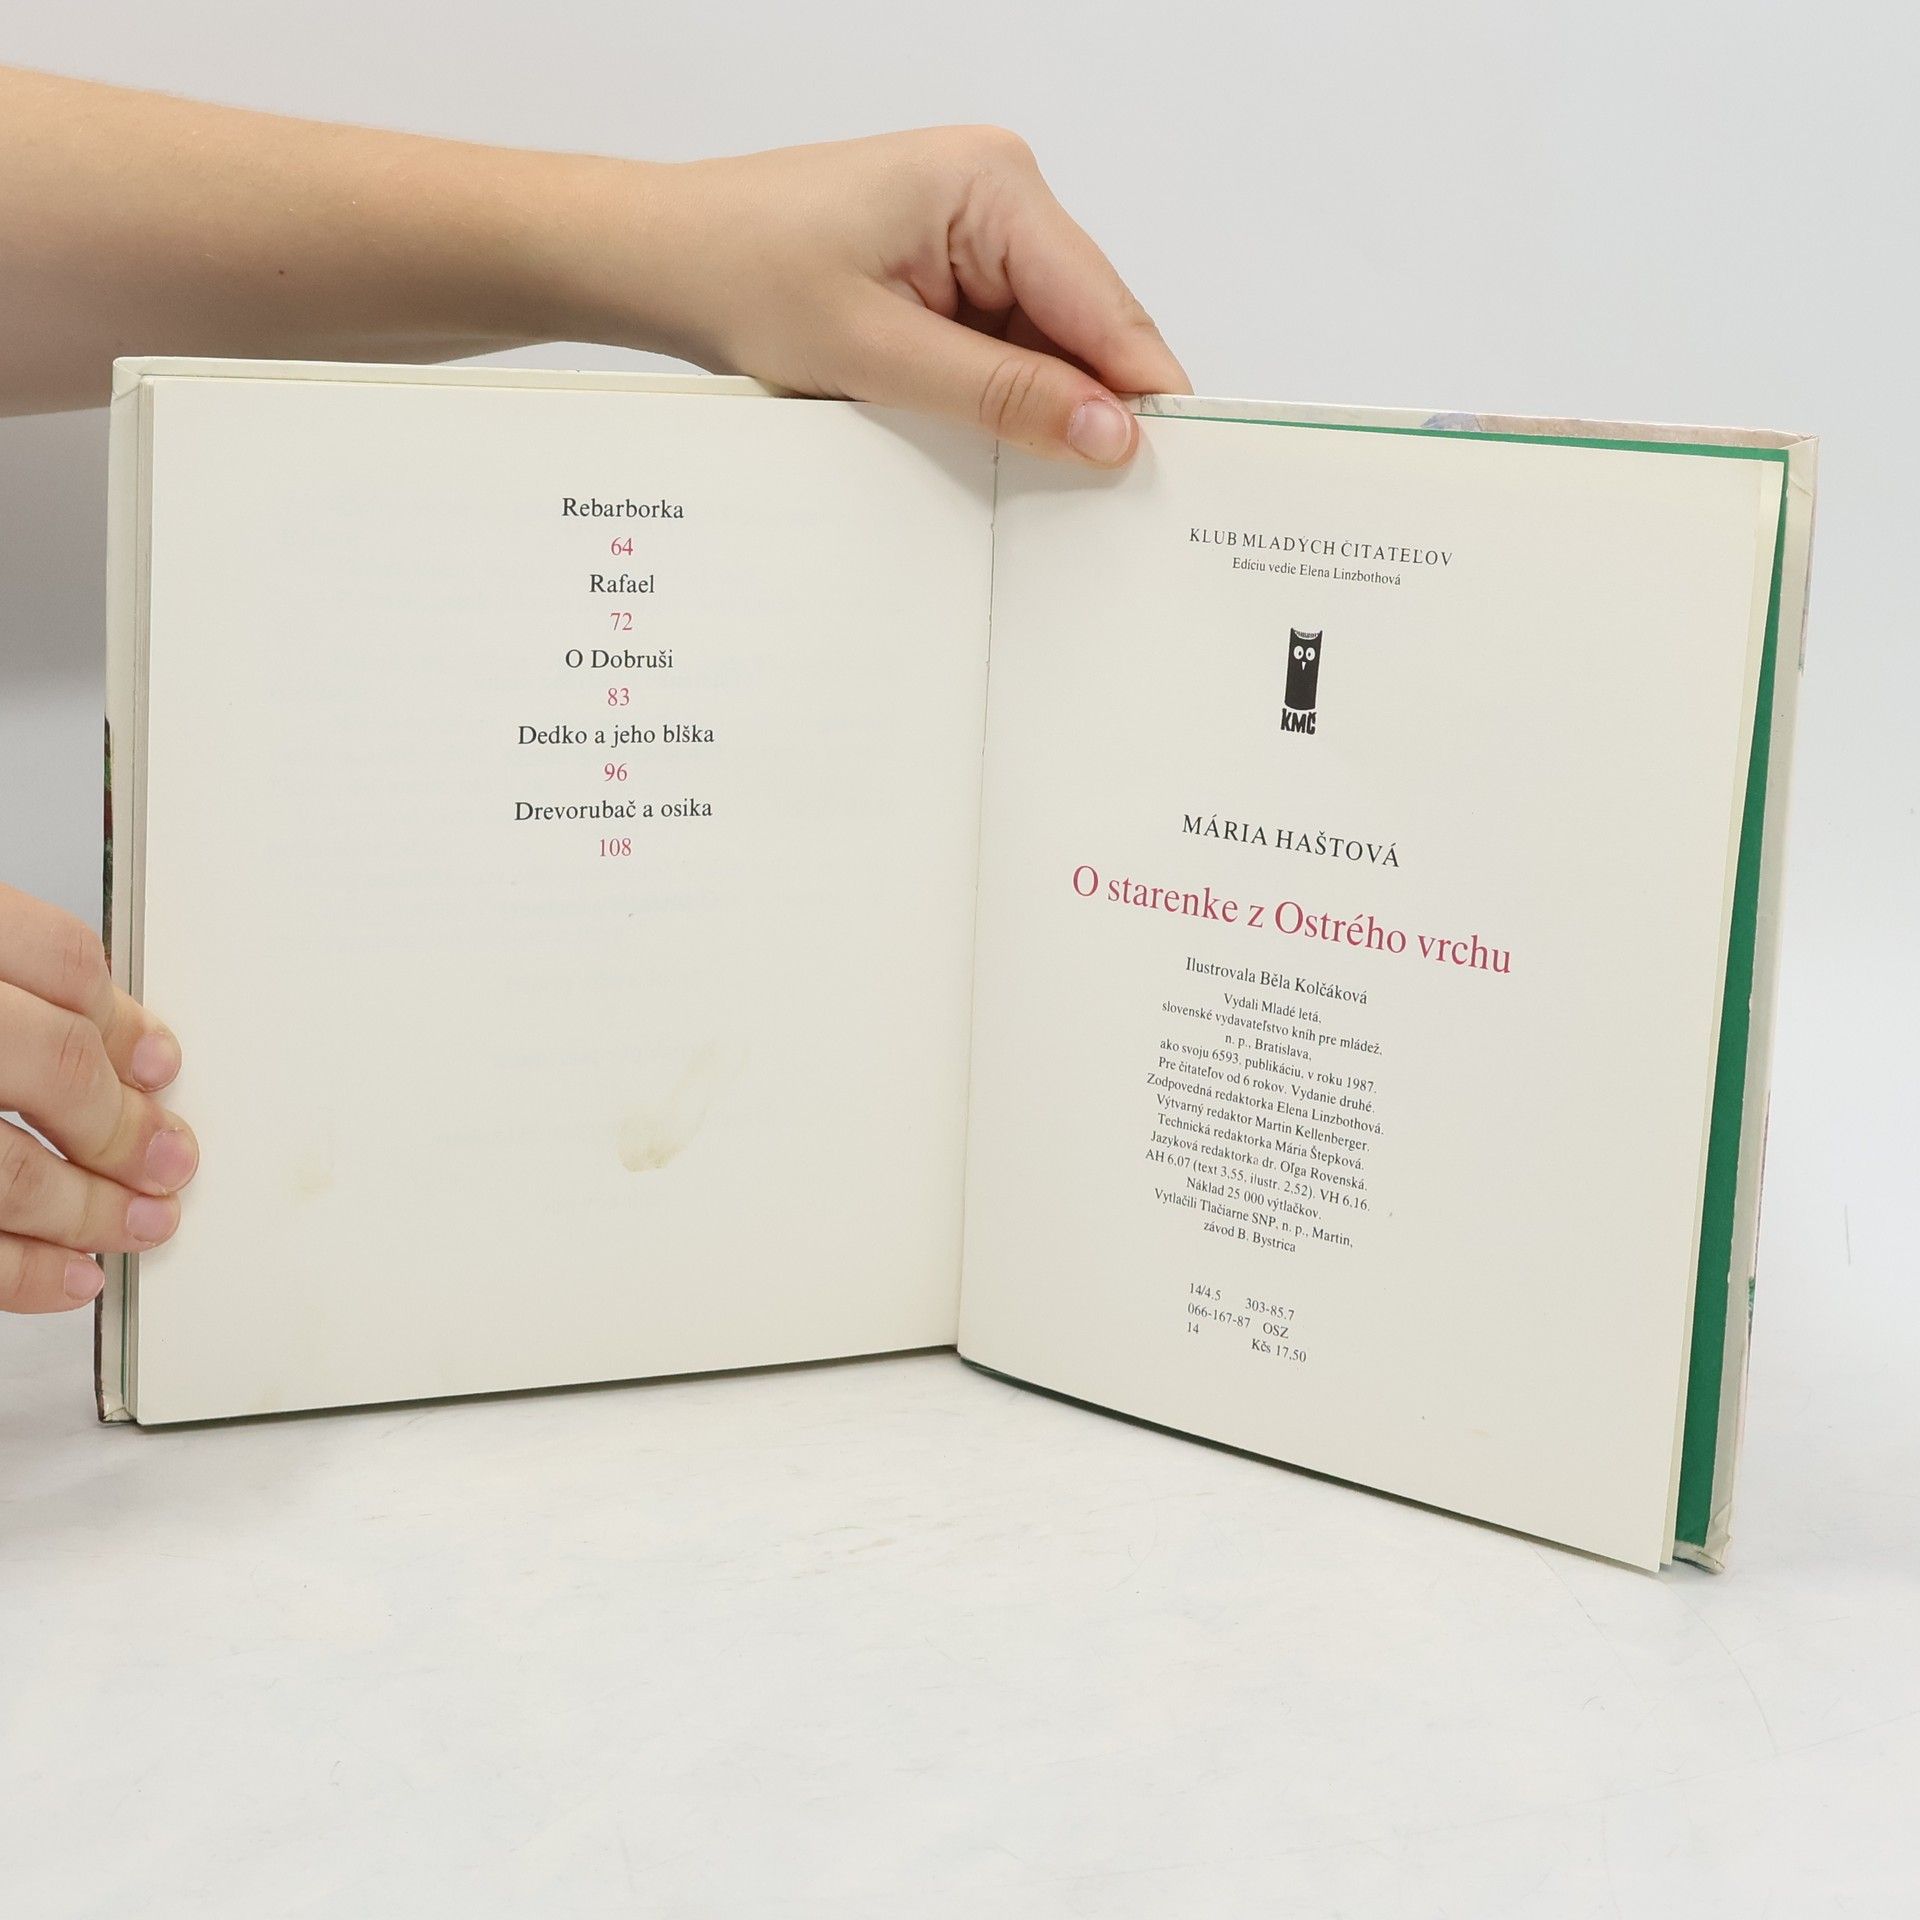 Rebarborka
64
Rafael
72
O Dobruši
83
Dedko a jeho blška
96
Drevorubač a osika
108
KLUB MLADÝCH ČITATEĽOV
Edíciu vedie Elena Linzbothová
KMČ
MÁRIA HAŠTOVÁ
O starenke z Ostrého vrchu
Ilustrovala Běla Kolčáková
Vydali Mladé letá,
slovenské vydavateľstvo kníh pre mládež,
n. p., Bratislava,
ako svoju 6593. publikáciu, v roku 1987.
Pre čitateľov od 6 rokov. Vydanie druhé.
Zodpovedná redaktorka Elena Linzbothová.
Výtvarný redaktor Martin Kellenberger.
Technická redaktorka Mária Štepková.
Jazyková redaktorka dr. Oľga Rovenská.
AH 6,07 (text 3,55, ilustr. 2,52). VH 6,16.
Náklad 25 000 výtlačkov.
Vytlačili Tlačiarne SNP, n. p., Martin,
závod B. Bystrica
14/4.5 303-85.7
066-167-87 OSZ
14 Kčs 17,50